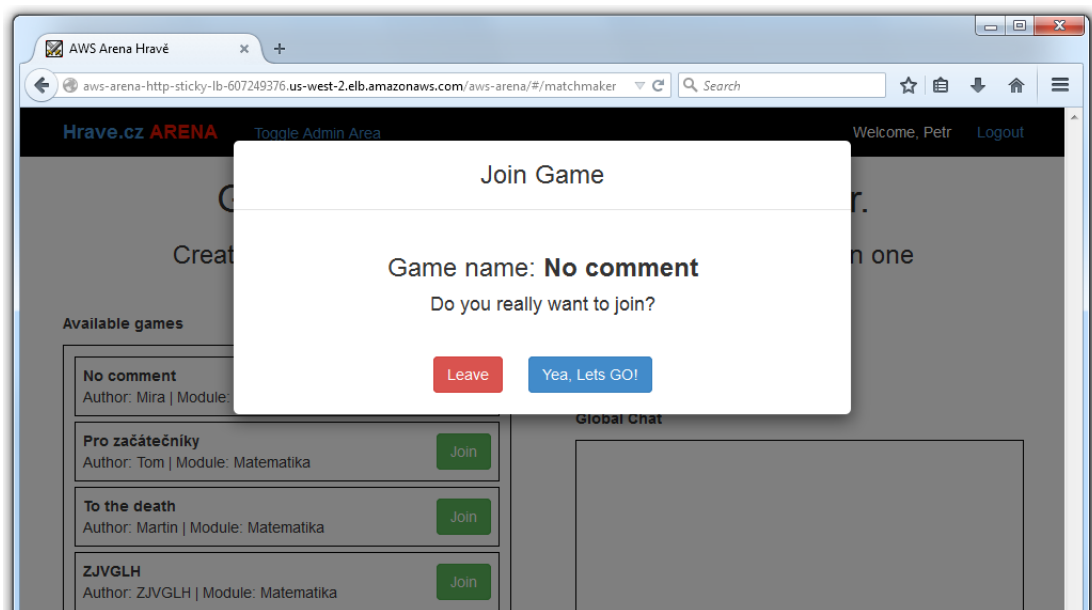 AWS Arena Hravě
aws-arena-http-sticky-lb-607249376.us-west-2.elb.amazonaws.com/aws-arena/#/matchmaker
Search
Hrave.cz ARENA
Toggle Admin Area
Welcome, Petr
Logout
Join Game
r.
Creat
n one
Game name: No comment
Do you really want to join?
Leave
Yea, Lets GO!
Available games
No comment
Author: Mira | Module:
Pro začátečníky
Author: Tom | Module: Matematika
Join
To the death
Author: Martin | Module: Matematika
Join
ZJVGLH
Author: ZJVGLH | Module: Matematika
Join
Global Chat